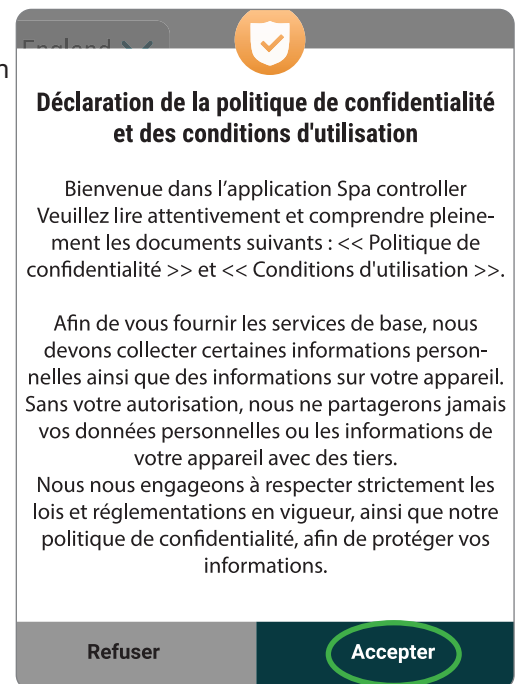 England
n
Déclaration de la politique de confidentialité
et des conditions d'utilisation
Bienvenue dans l’application Spa controller
Veuillez lire attentivement et comprendre pleine-
ment les documents suivants : << Politique de
confidentialité >> et << Conditions d'utilisation >>.
Afin de vous fournir les services de base, nous
devons collecter certaines informations person-
nelles ainsi que des informations sur votre appareil.
Sans votre autorisation, nous ne partagerons jamais
vos données personnelles ou les informations de
votre appareil avec des tiers.
Nous nous engageons à respecter strictement les
lois et réglementations en vigueur, ainsi que notre
politique de confidentialité, afin de protéger vos
informations.
Refuser
Accepter